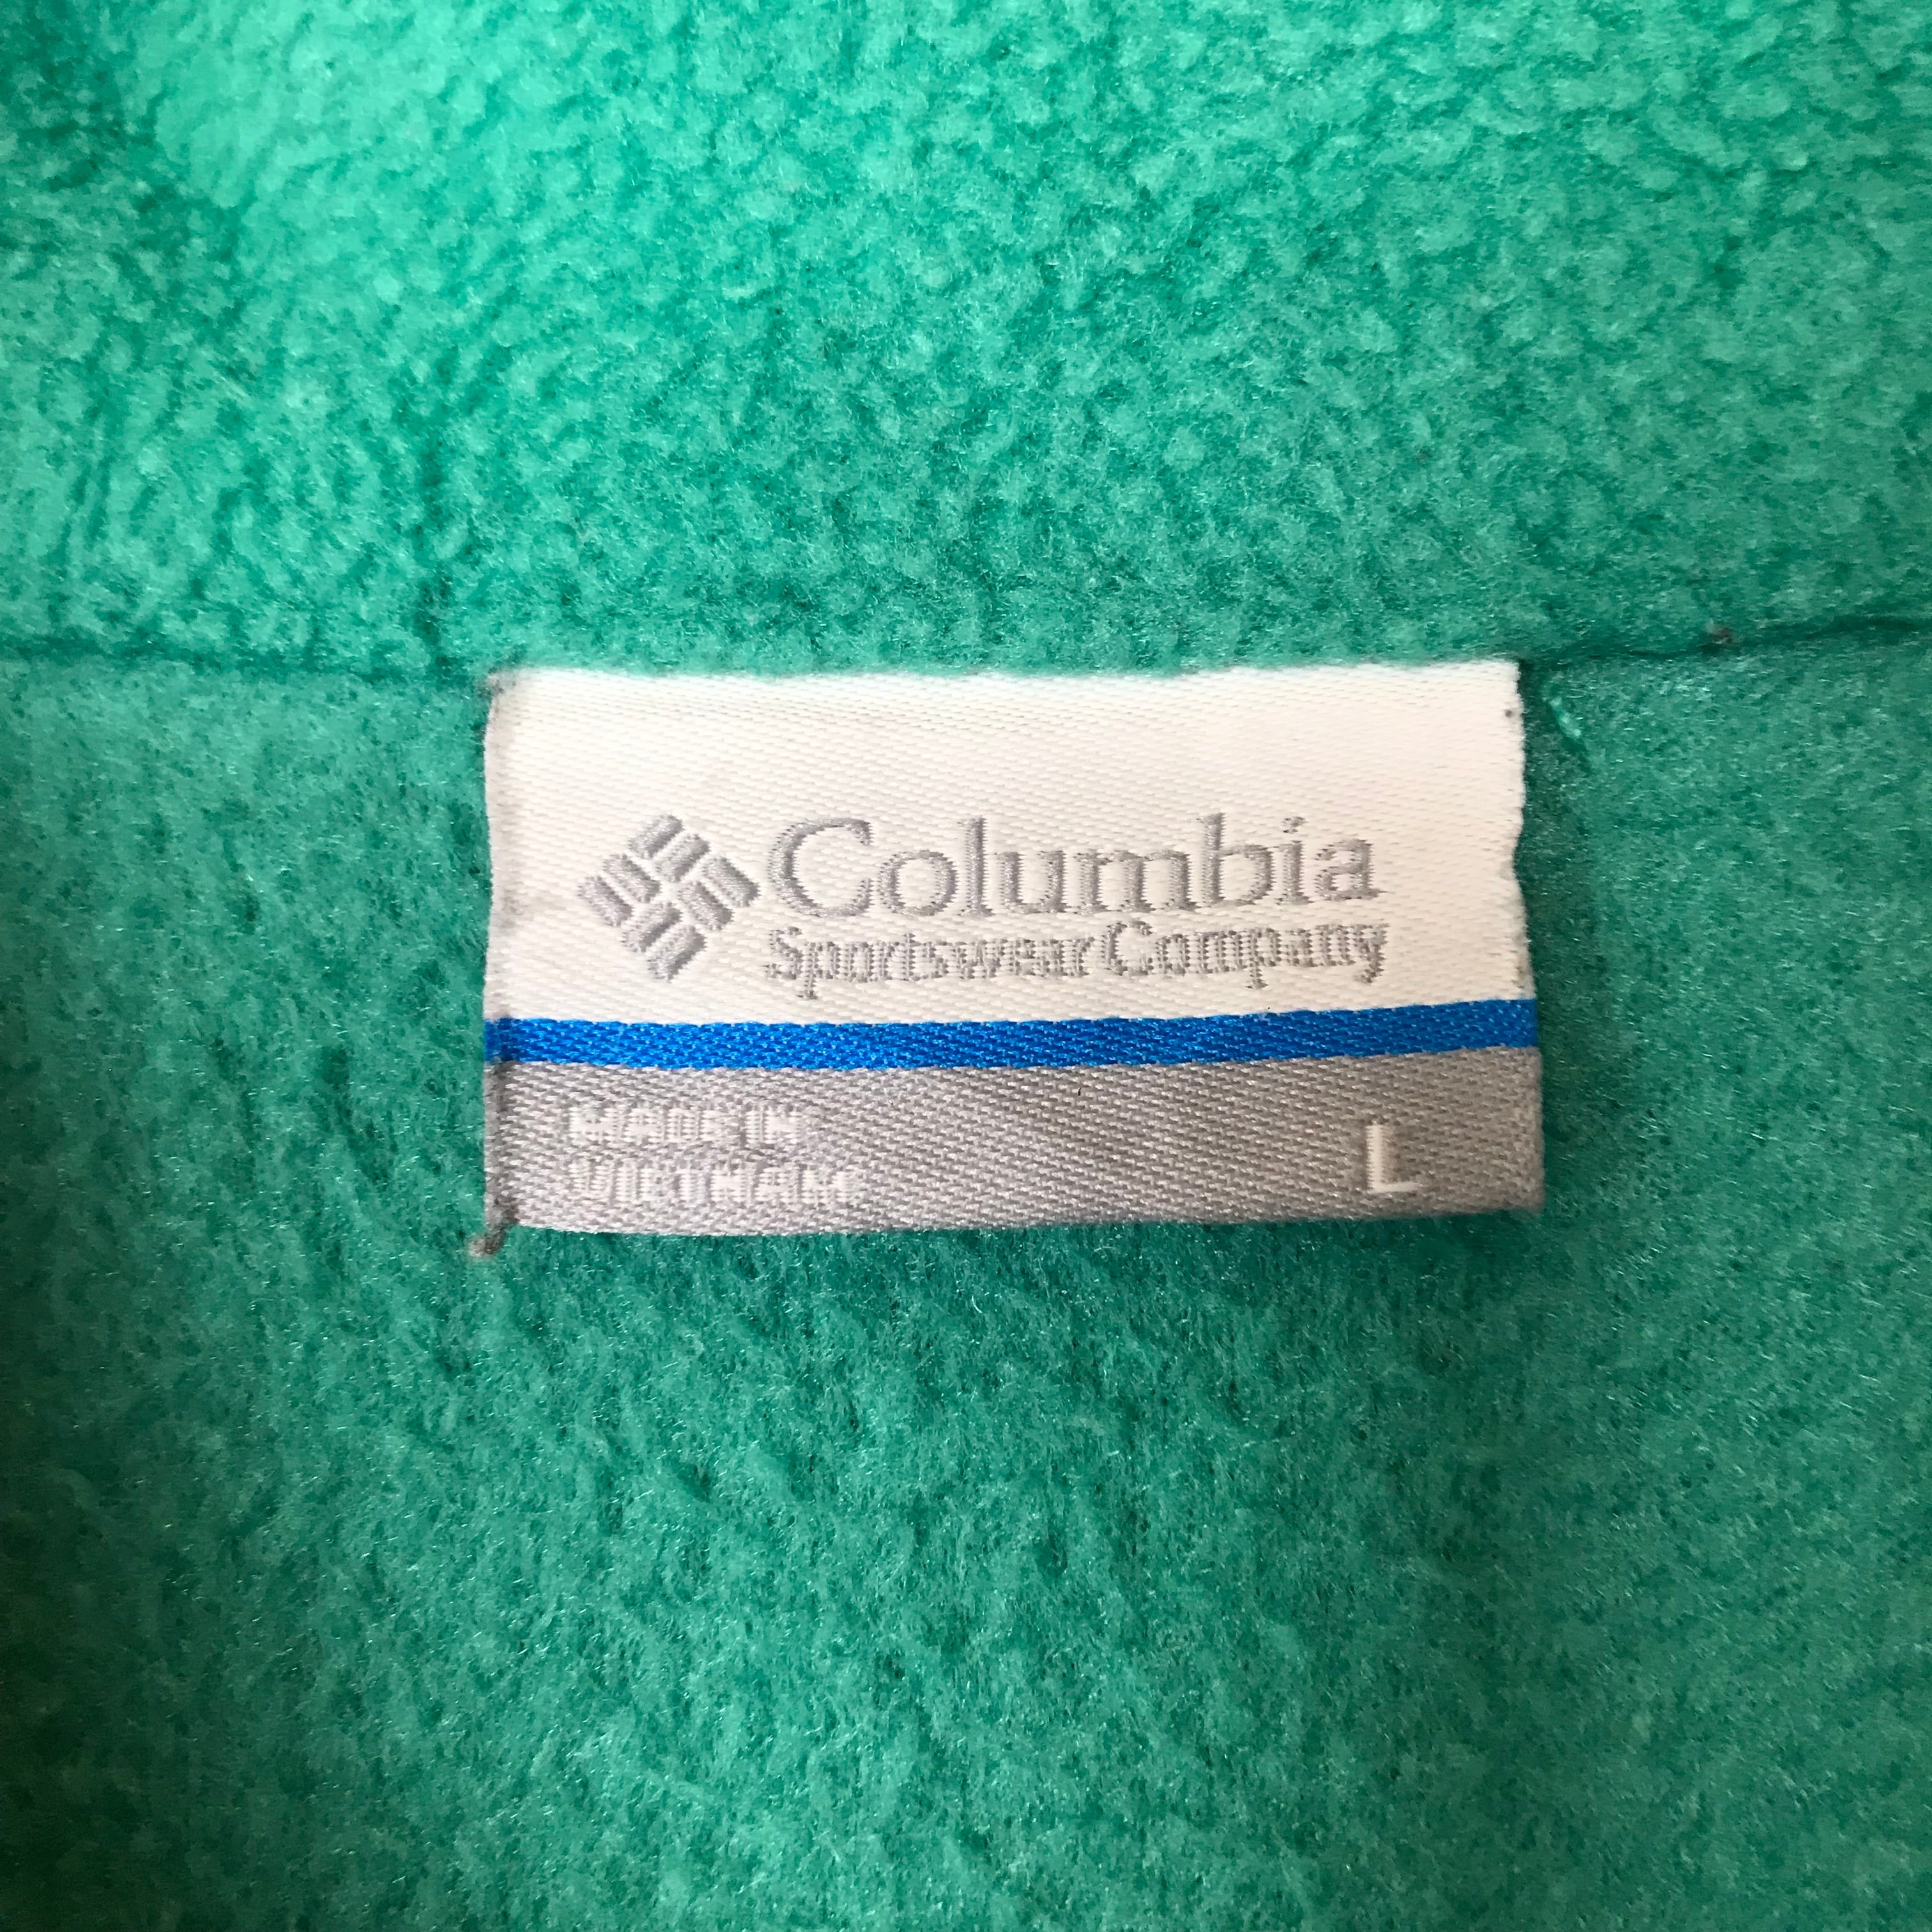 Columbia
Sportswear Company
MADE IN
VIETNAM
L